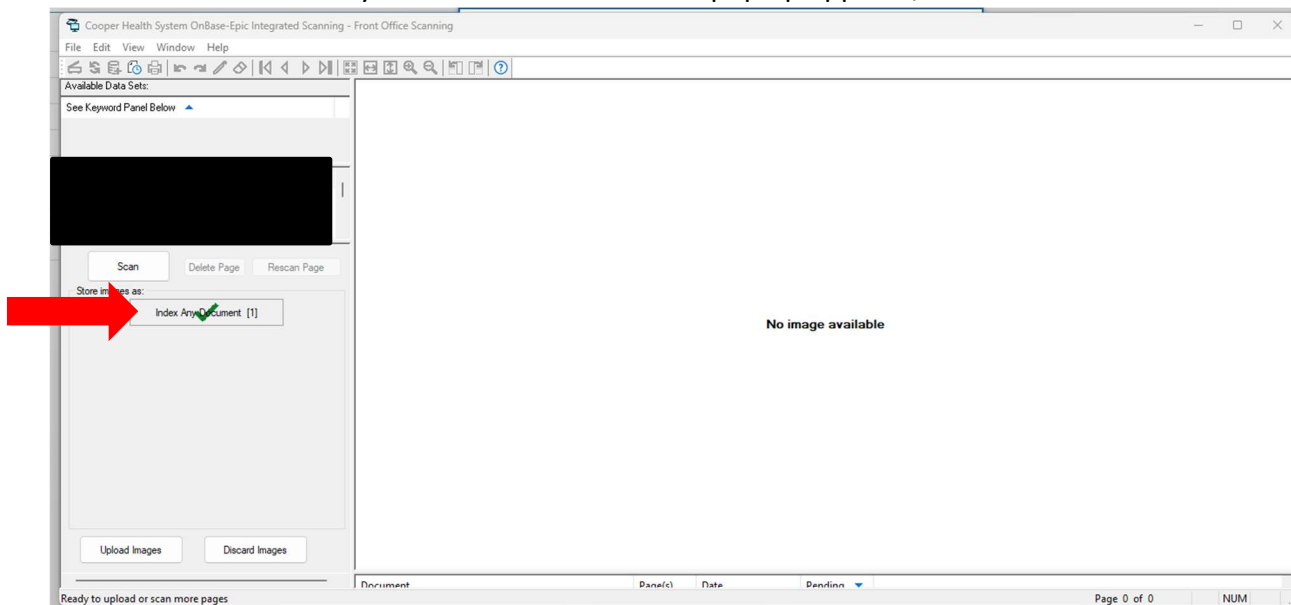 Cooper Health System OnBase-Epic Integrated Scanning - Front Office Scanning
File Edit View Window Help
Available Data Sets:
See Keyword Panel Below
Scan Delete Page Rescan Page
Store images as:
Index Any Document [1]
No image available
Upload Images Discard Images
Document Page(s) Date Pending
Ready to upload or scan more pages Page 0 of 0 NUM